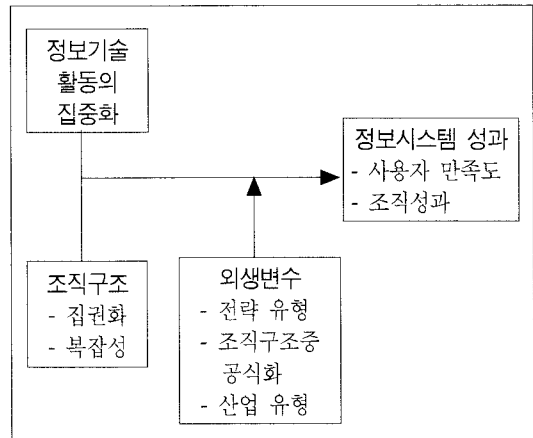 정보기술
활동의
집중화
정보시스템 성과
- 사용자 만족도
- 조직성과
조직구조
- 집권화
- 복잡성
외생변수
- 전략 유형
- 조직구조중
공식화
- 산업 유형